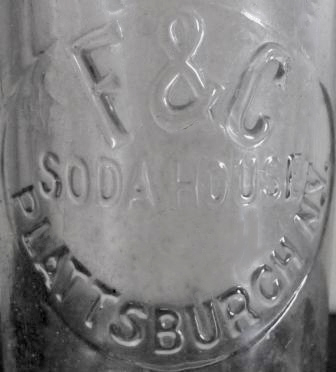 F & C
SODA HOUSE
PLATTSBURGH N.Y.